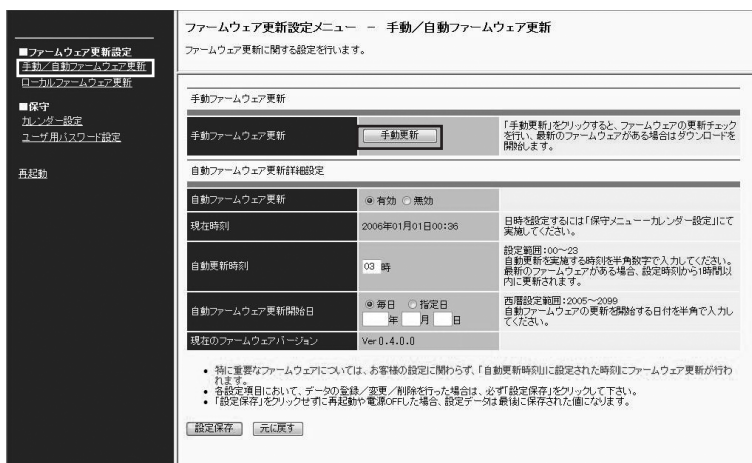 ■ファームウェア更新設定
手動／自動ファームウェア更新
ローカルファームウェア更新
■保守
カレンダー設定
ユーザ用パスワード設定
再起動
ファームウェア更新設定メニュー － 手動／自動ファームウェア更新
ファームウェア更新に関する設定を行います。
手動ファームウェア更新
手動ファームウェア更新
手動更新
「手動更新」をクリックすると、ファームウェアの更新チェック
を行い、最新のファームウェアがある場合はダウンロードを
開始します。
自動ファームウェア更新詳細設定
自動ファームウェア更新
有効 無効
現在時刻
2006年01月01日00:36
日時を設定するには「保守メニューーカレンダー設定」にて
実施してください。
自動更新時刻
03 時
設定範囲:00～23
自動更新を実施する時刻を半角数字で入力してください。
最新のファームウェアがある場合、設定時刻から1時間以
内に更新されます。
自動ファームウェア更新開始日
毎日 指定日
年 月 日
西暦設定範囲:2005～2099
自動ファームウェアの更新を開始する日付を半角で入力し
てください。
現在のファームウェアバージョン
Ver0.4.0.0
• 特に重要なファームウェアについては、お客様の設定に関わらず、「自動更新時刻」に設定された時刻にファームウェア更新が行わ
れます。
• 各設定項目において、データの登録／変更／削除を行った場合は、必ず「設定保存」をクリックして下さい。
• 「設定保存」をクリックせずに再起動や電源OFFした場合、設定データは最後に保存された値になります。
設定保存 元に戻す